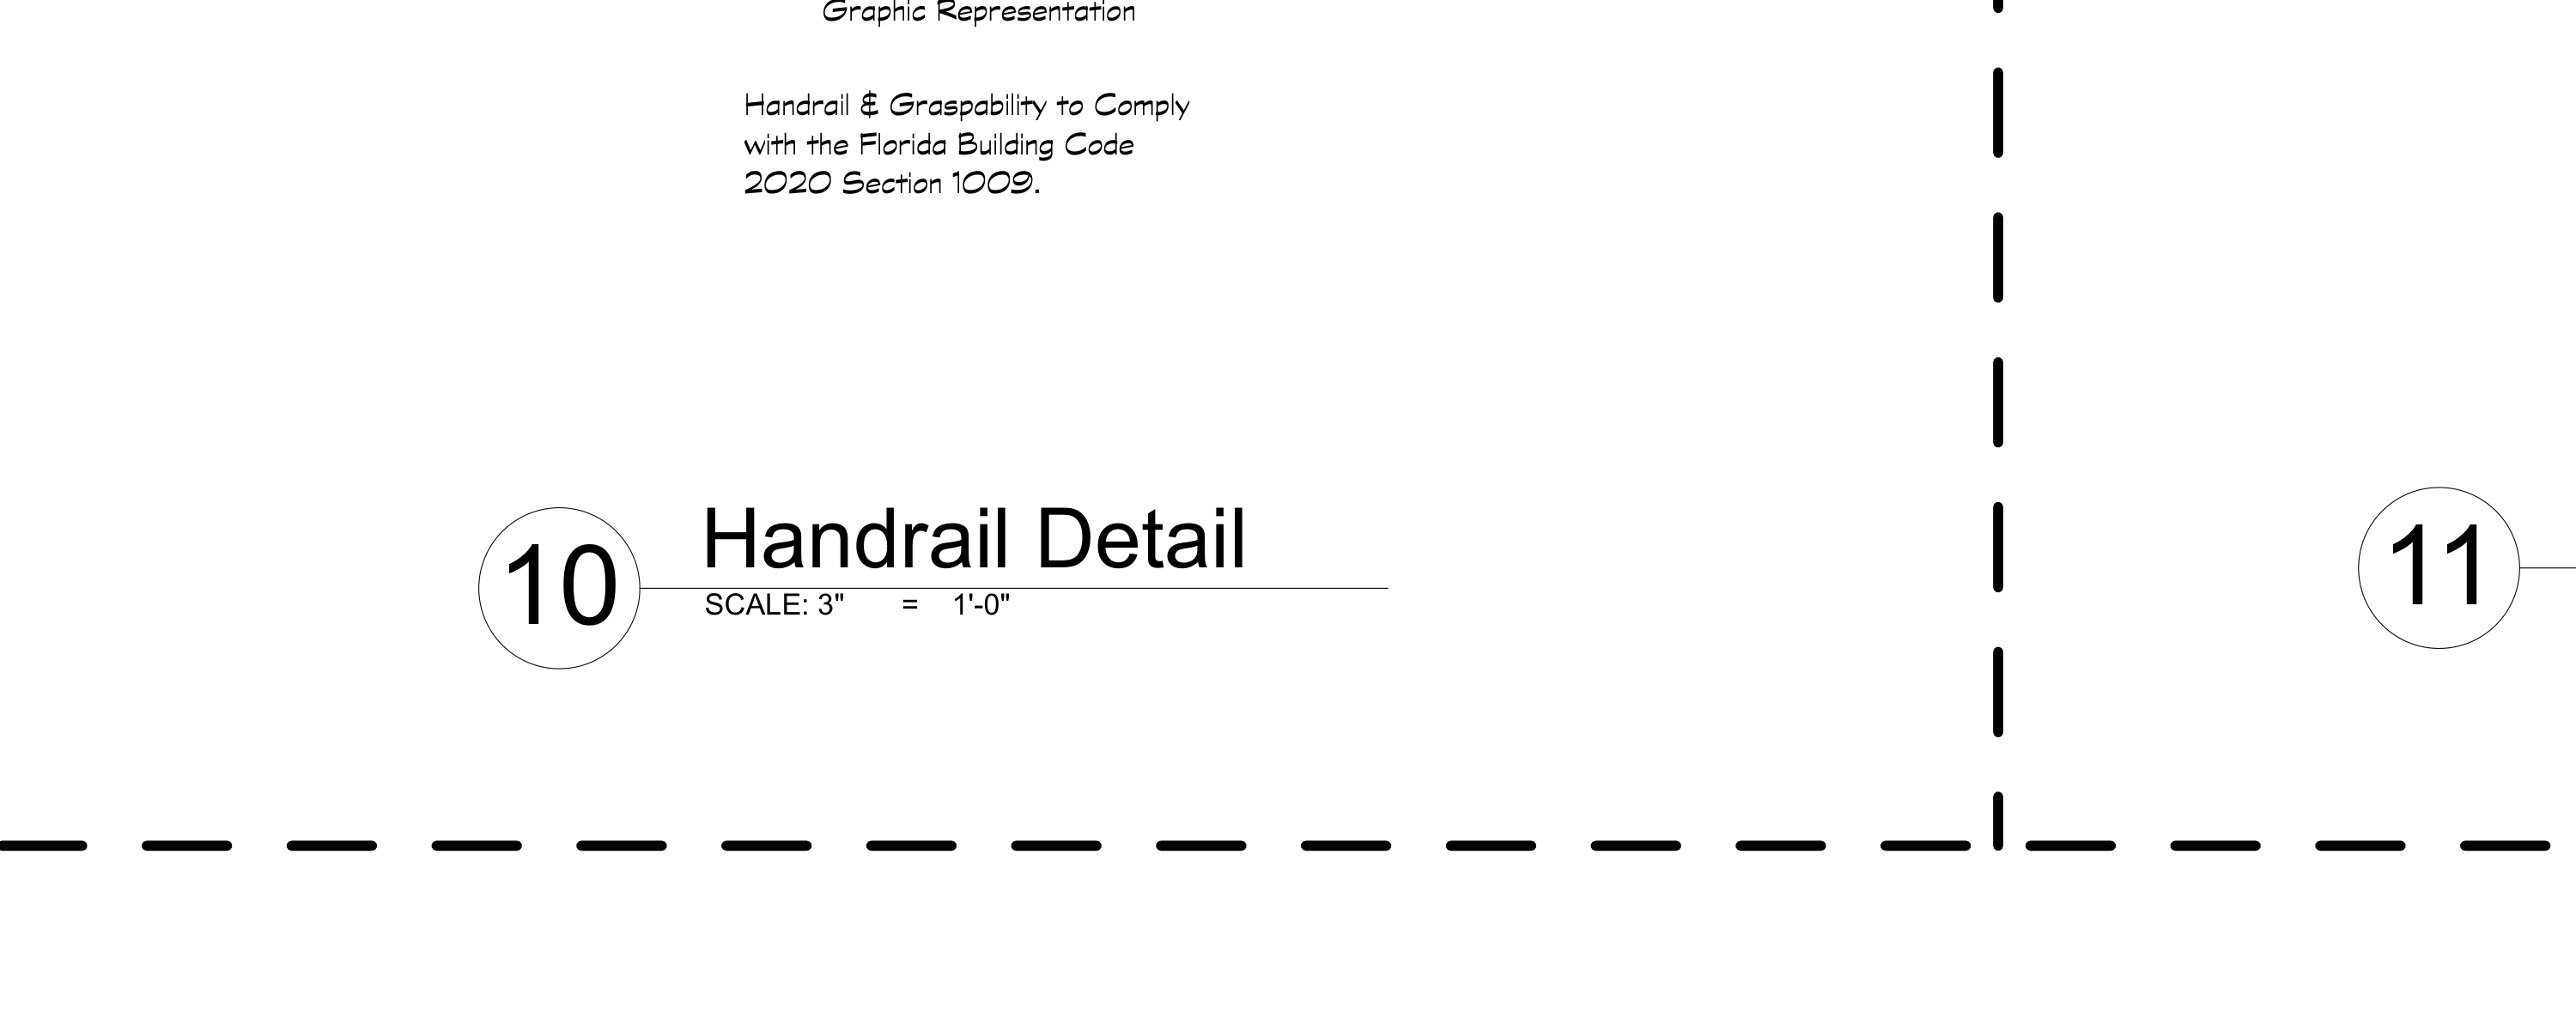 Graphic Representation
Handrail & Graspability to Comply
with the Florida Building Code
2020 Section 1009.
10
Handrail Detail
SCALE: 3" = 1'-0"
11